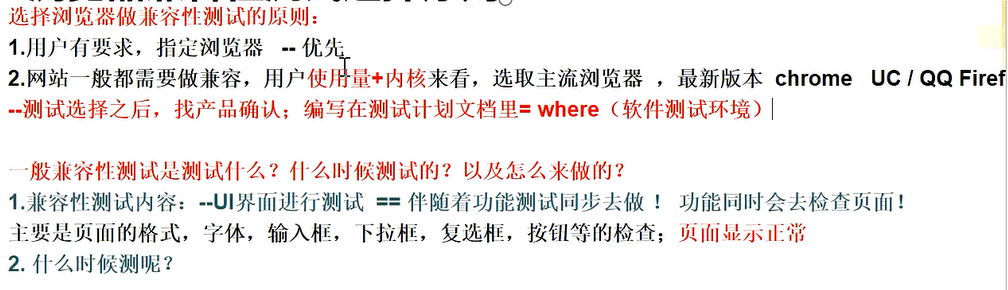 选择浏览器做兼容性测试的原则：
1.用户有要求，指定浏览器 -- 优先
2.网站一般都需要做兼容，用户使用量+内核来看，选取主流浏览器 ，最新版本 chrome UC / QQ Firef
--测试选择之后，找产品确认；编写在测试计划文档里= where（软件测试环境）
一般兼容性测试是测试什么？什么时候测试的？以及怎么来做的？
1.兼容性测试内容：--UI界面进行测试 == 伴随着功能测试同步去做！ 功能同时会去检查页面！
主要是页面的格式，字体，输入框，下拉框，复选框，按钮等的检查；页面显示正常
2. 什么时候测呢？